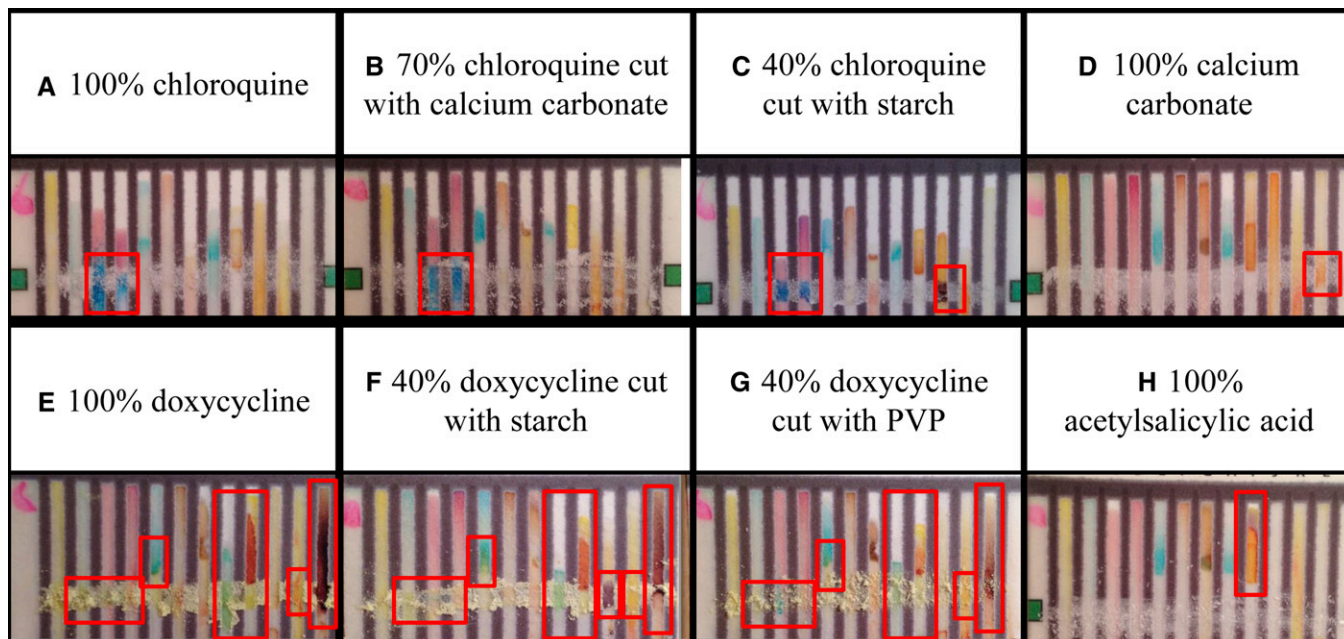 A 100% chloroquine
B 70% chloroquine cut
with calcium carbonate
C 40% chloroquine
cut with starch
D 100% calcium
carbonate
E 100% doxycycline
F 40% doxycycline cut
with starch
G 40% doxycycline
cut with PVP
H 100%
acetylsalicylic acid